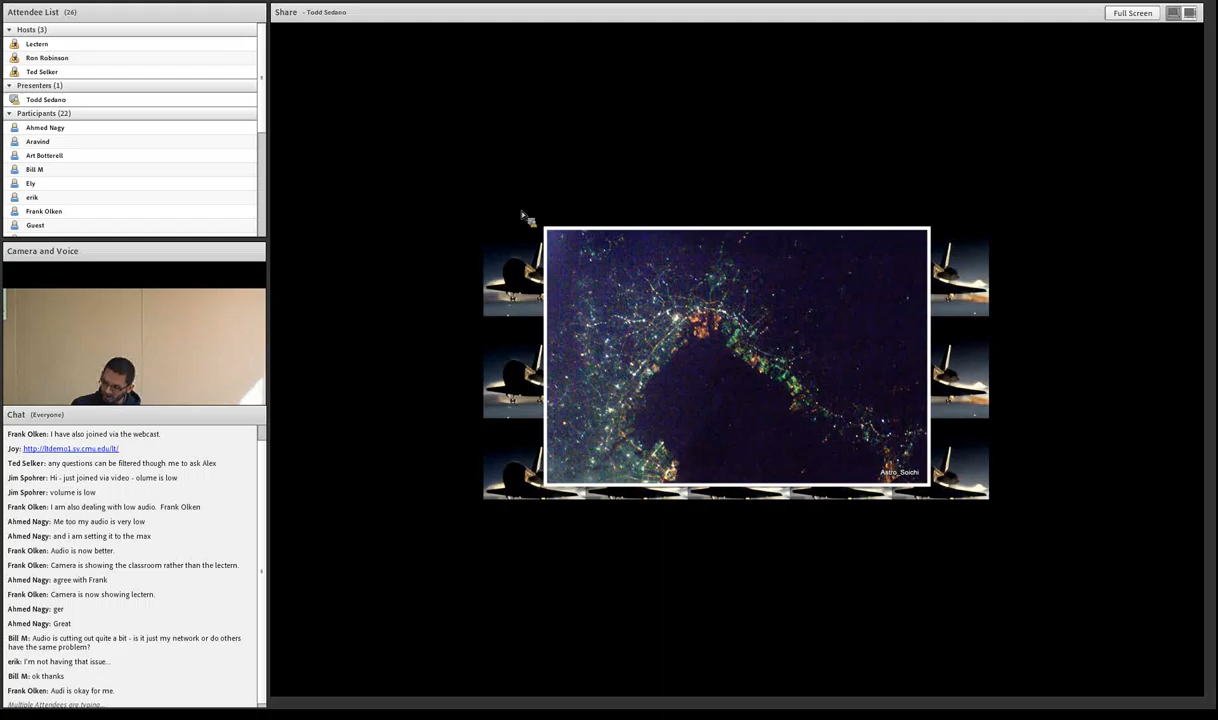 Attendee List (26)
Hosts (3)
Lectern
Ron Robinson
Ted Selker
Presenters (1)
Todd Sedano
Participants (22)
Ahmed Nagy
Aravind
Art Botterell
Bill M
Ely
erik
Frank Olken
Guest
Camera and Voice
Chat (Everyone)
Frank Olken: I have also joined via the webcast.
Joy: http://ltdemo1.sv.cmu.edu/lt/
Ted Selker: any questions can be filtered though me to ask Alex
Jim Spohrer: Hi - just joined via video - olume is low
Jim Spohrer: volume is low
Frank Olken: I am also dealing with low audio. Frank Olken
Ahmed Nagy: Me too my audio is very low
Ahmed Nagy: and i am setting it to the max
Frank Olken: Audio is now better.
Frank Olken: Camera is showing the classroom rather than the lectern.
Ahmed Nagy: agree with Frank
Frank Olken: Camera is now showing lectern.
Ahmed Nagy: ger
Ahmed Nagy: Great
Bill M: Audio is cutting out quite a bit - is it just my network or do others
have the same problem?
erik: I'm not having that issue...
Bill M: ok thanks
Frank Olken: Audi is okay for me.
Multiple Attendees are typing...
Share - Todd Sedano
Full Screen
Astro_Soichi